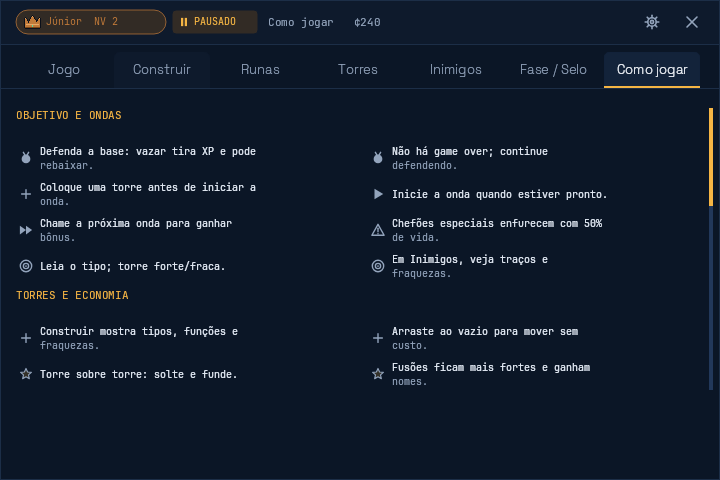 Júnior NV 2
PAUSADO
Como jogar
¢240
Jogo
Construir
Runas
Torres
Inimigos
Fase / Selo
Como jogar
OBJETIVO E ONDAS
Defenda a base: vazar tira XP e pode
rebaixar.
Não há game over; continue
defendendo.
Coloque uma torre antes de iniciar a
onda.
Inicie a onda quando estiver pronto.
Chame a próxima onda para ganhar
bônus.
Chefões especiais enfurecem com 50%
de vida.
Leia o tipo; torre forte/fraca.
Em Inimigos, veja traços e
fraquezas.
TORRES E ECONOMIA
Construir mostra tipos, funções e
fraquezas.
Arraste ao vazio para mover sem
custo.
Torre sobre torre: solte e funde.
Fusões ficam mais fortes e ganham
nomes.